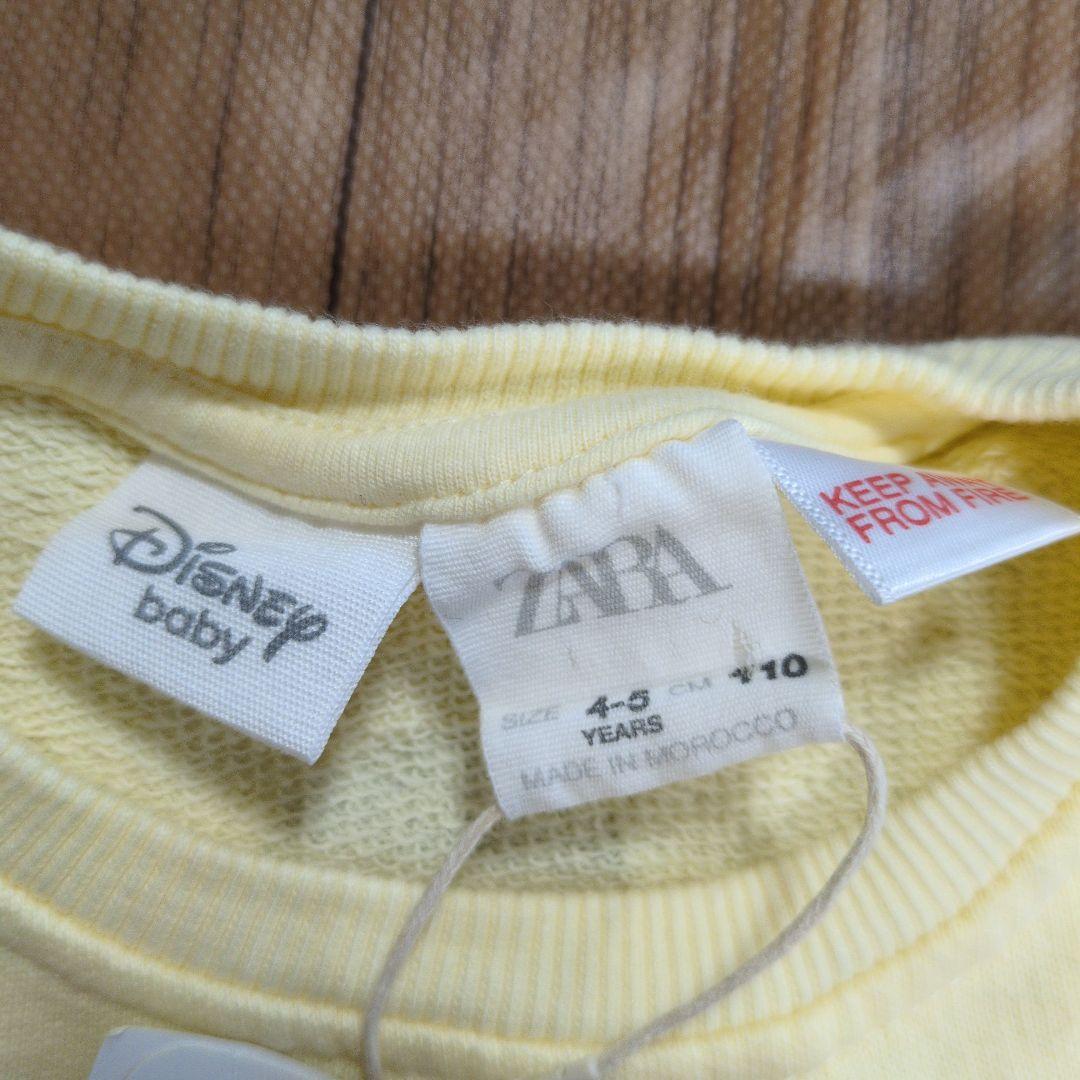 Disney
baby
ZARA
SIZE 4-5 CM 110
YEARS
MADE IN MOROCCO
KEEP
FROM FIRE